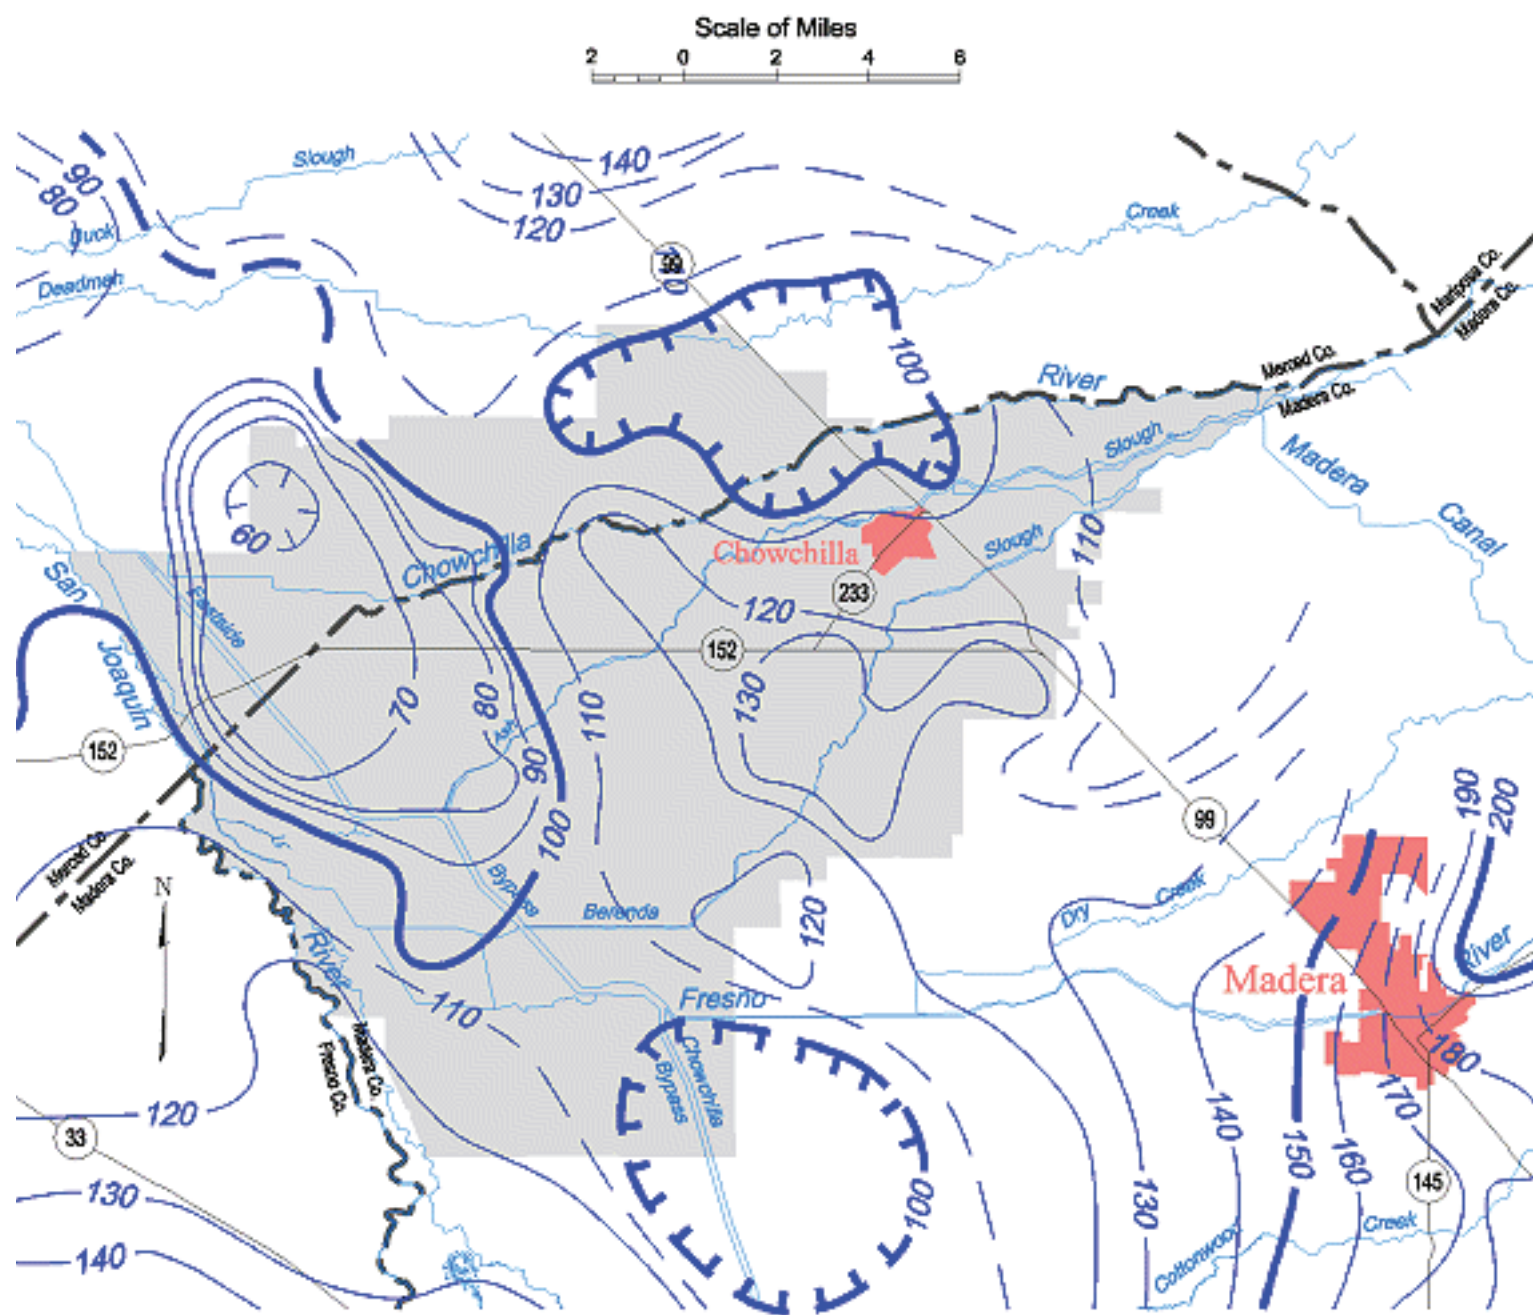 Scale of Miles
2 0 2 4 6
140
130
120
90
80
Slough
Duck
Deadman
99
Creek
Mariposa Co.
Madera Co.
100
River
Merced Co.
Madera Co.
Slough
Madera
Canal
60
Chowchilla
Chowchilla
Slough
110
San
Joaquin
Eastside
233
120
152
70
80
Ash
90
110
130
152
99
190
200
100
Merced Co.
Madera Co.
N
Bypass
Berenda
120
Dry
Creek
River
River
Madera
140
110
Fresno
180
Madera Co.
Fresno Co.
Chowchilla
Bypass
120
33
170
140
150
160
130
145
100
130
140
Cottonwood
Creek